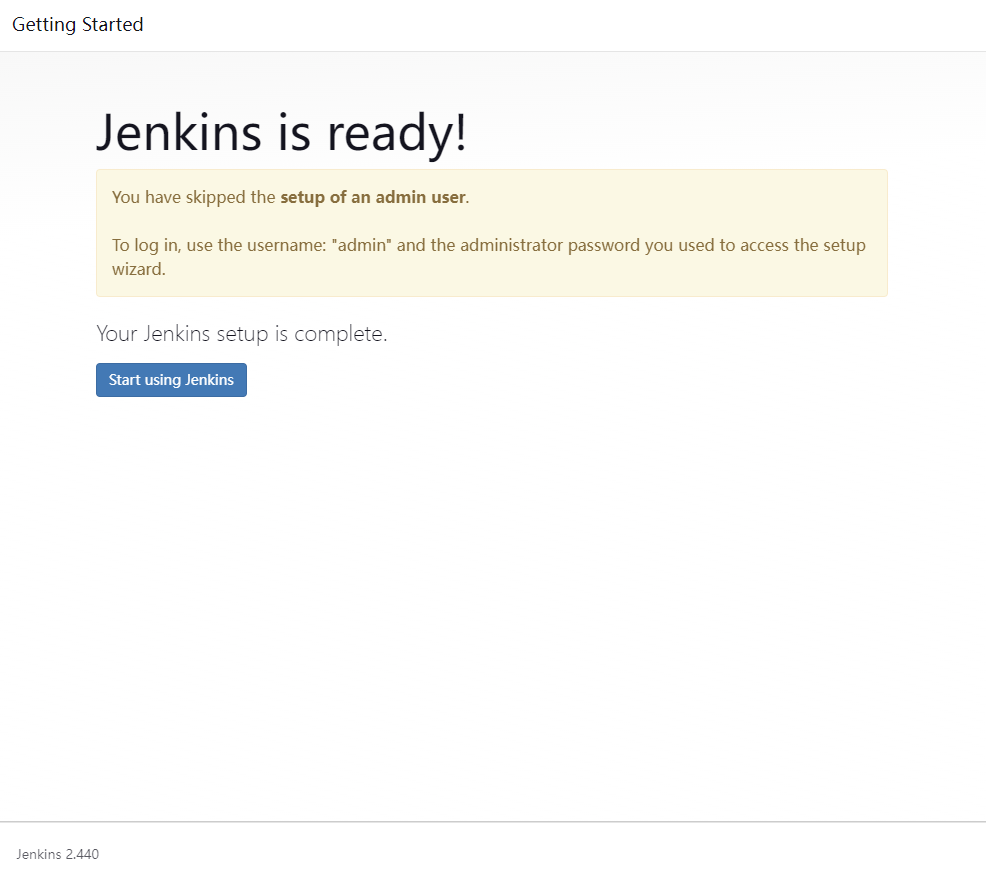 Getting Started
Jenkins is ready!
You have skipped the setup of an admin user.
To log in, use the username: "admin" and the administrator password you used to access the setup
wizard.
Your Jenkins setup is complete.
Start using Jenkins
Jenkins 2.440